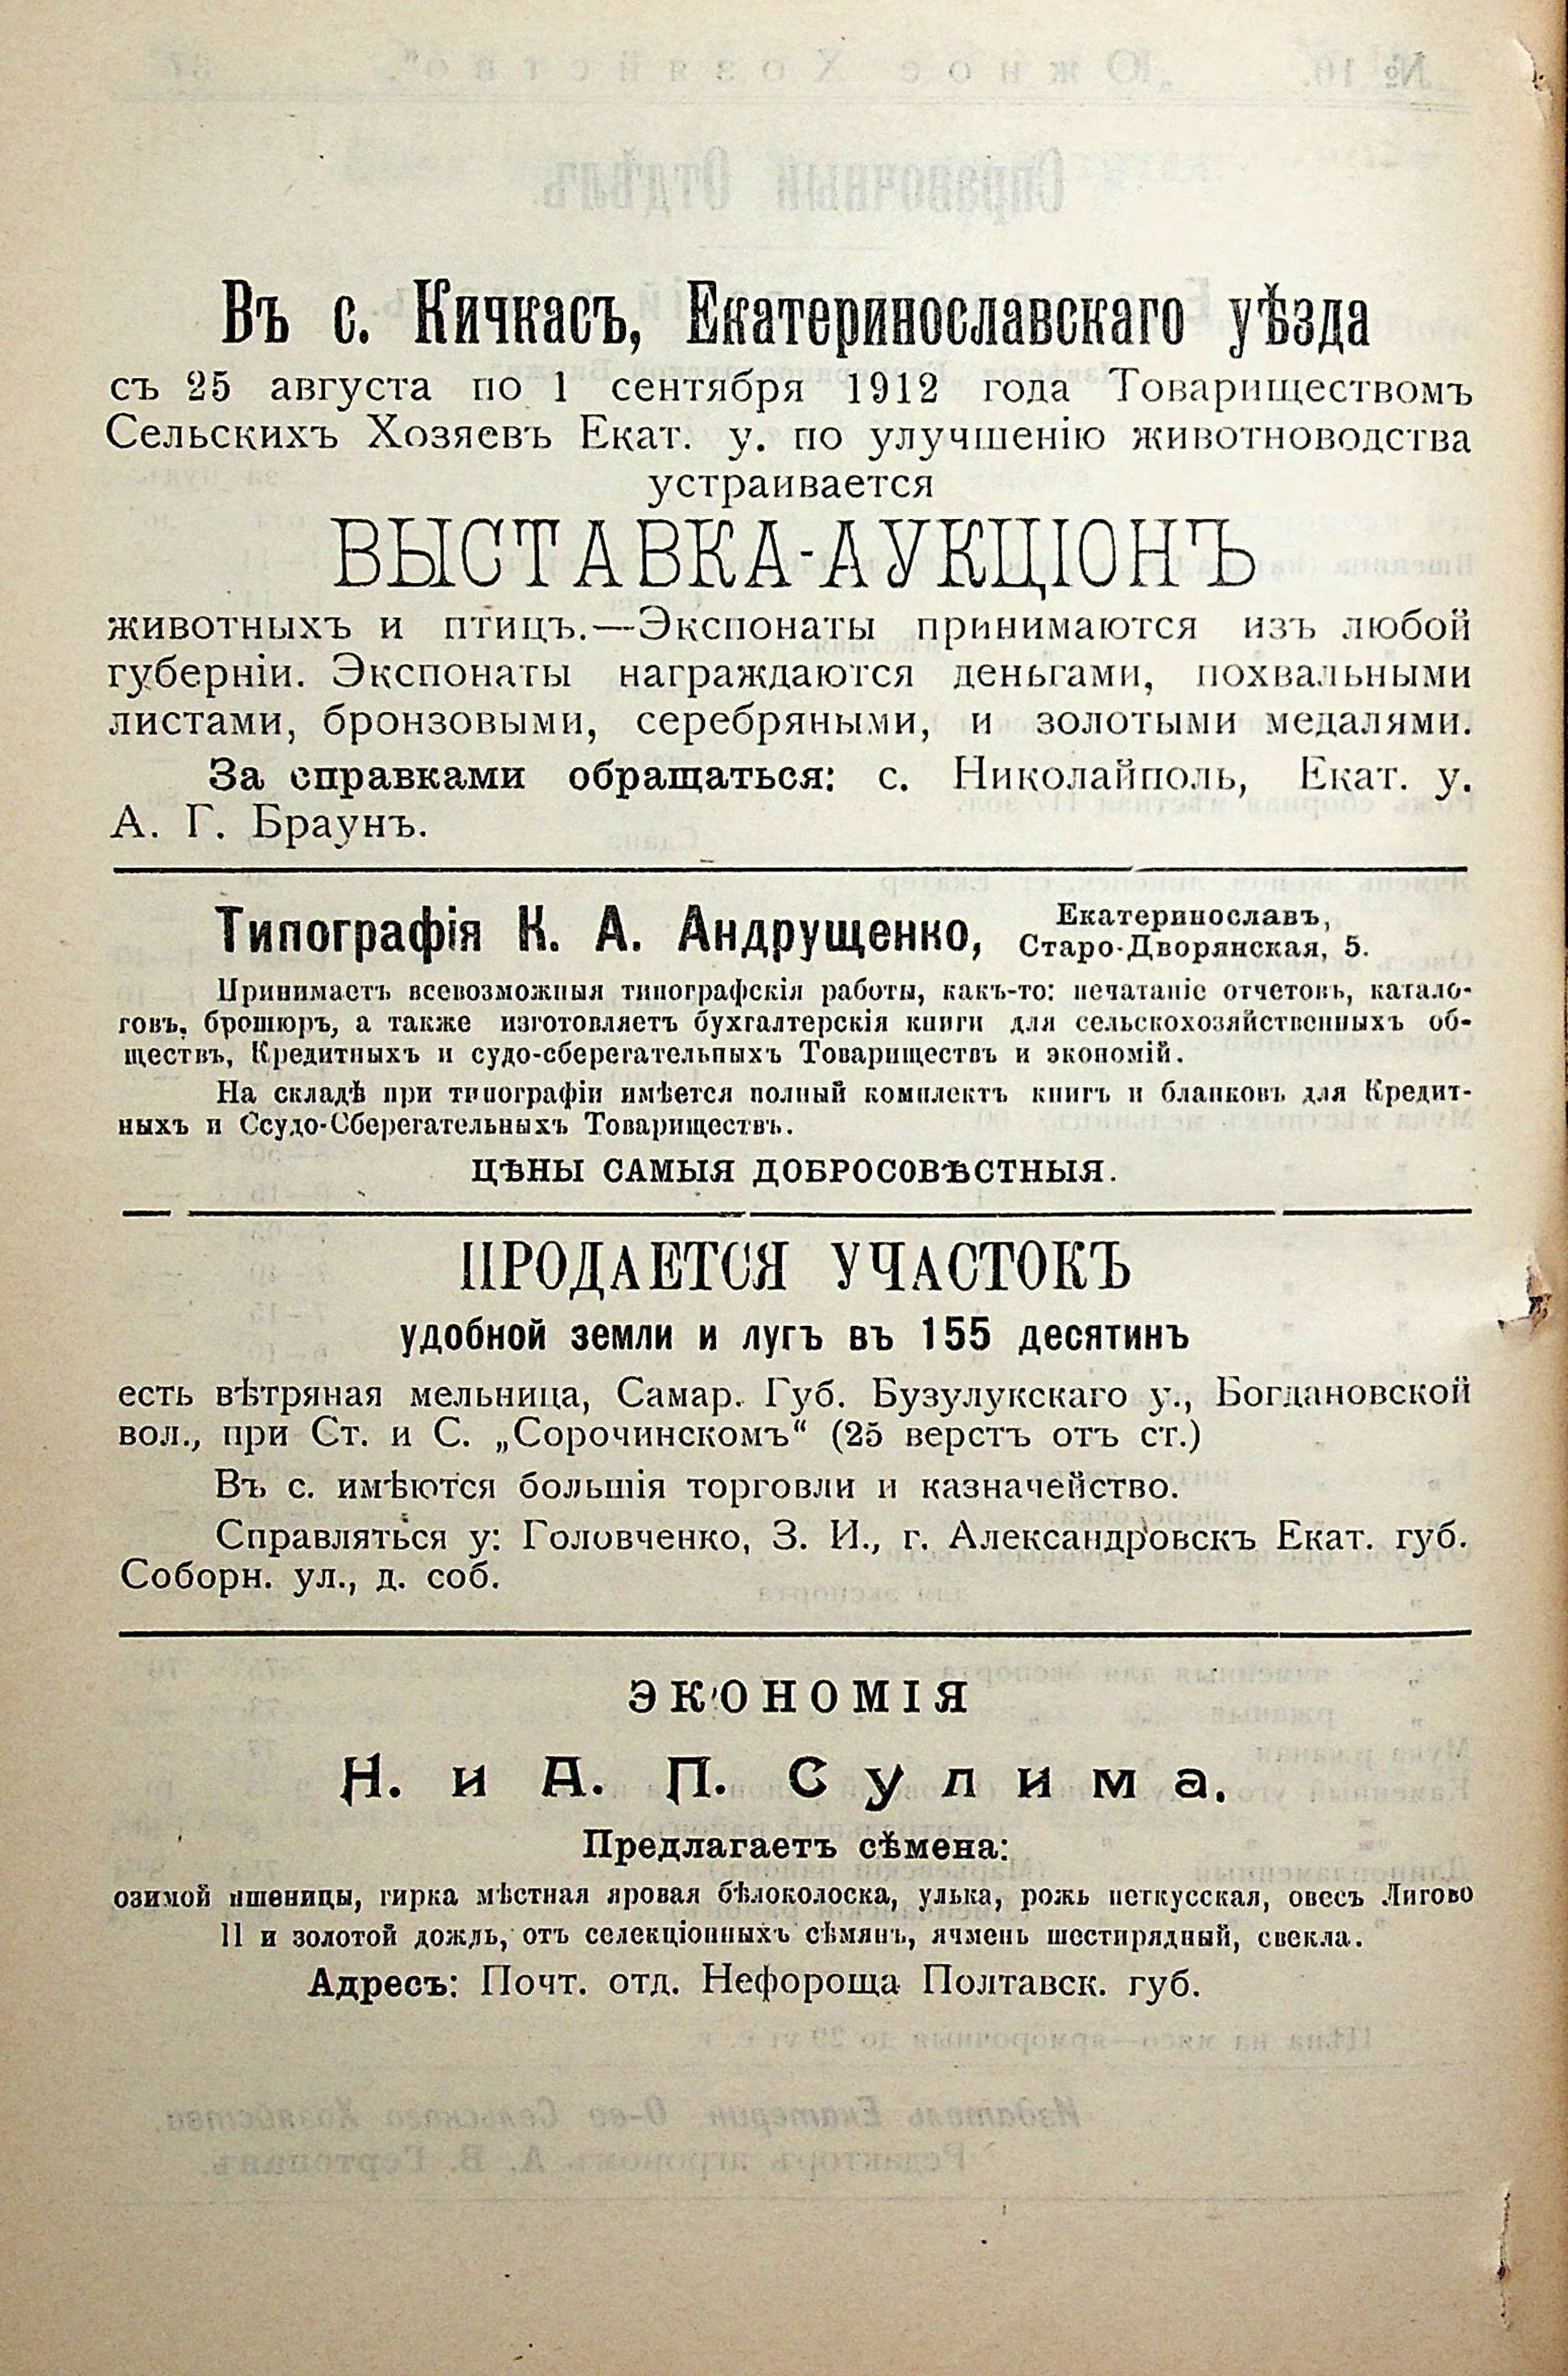 Въ с. Кичкасъ, Екатеринославскаго уѣзда
съ 25 августа по 1 сентября 1912 года Товариществомъ
Сельскихъ Хозяевъ Екат. у. по улучшенію животноводства
устраивается
ВЫСТАВКА-АУКЦІОНЪ
животныхъ и птицъ.—Экспонаты принимаются изъ любой
губерніи. Экспонаты награждаются деньгами, похвальными
листами, бронзовыми, серебряными, и золотыми медалями.
За справками обращаться: с. Николайполь, Екат. у.
А. Г. Браунъ.
Типографія К. А. Андрущенко, Екатеринославъ,
Старо-Дворянская, 5.
Принимаетъ всевозможныя типографскія работы, какъ-то: печатаніе отчетовъ, катало-
говъ, брошюръ, а также изготовляетъ бухгалтерскія книги для сельскохозяйственныхъ об-
ществъ, Кредитныхъ и судо-сберегательныхъ Товариществъ и экономій.
На складѣ при типографіи имѣется полный комплектъ книгъ и бланковъ для Кредит-
ныхъ и Ссудо-Сберегательныхъ Товариществъ.
ЦѢНЫ САМЫЯ ДОБРОСОВѢСТНЫЯ.
ПРОДАЕТСЯ УЧАСТОКЪ
удобной земли и лугъ въ 155 десятинъ
есть вѣтряная мельница, Самар. Губ. Бузулукскаго у., Богдановской
вол., при Ст. и С. „Сорочинскомъ“ (25 верстъ отъ ст.)
Въ с. имѣются большія торговли и казначейство.
Справляться у: Головченко, З. И., г. Александровскъ Екат. губ.
Соборн. ул., д. соб.
ЭКОНОМІЯ
Н. и А. П. Сулима.
Предлагаетъ сѣмена:
озимой пшеницы, гирка мѣстная яровая бѣлоколоска, улька, рожь петкусская, овесъ Лигово
II и золотой дождь, отъ селекціонныхъ сѣмянъ, ячмень шестирядный, свекла.
Адресъ: Почт. отд. Нефороща Полтавск. губ.